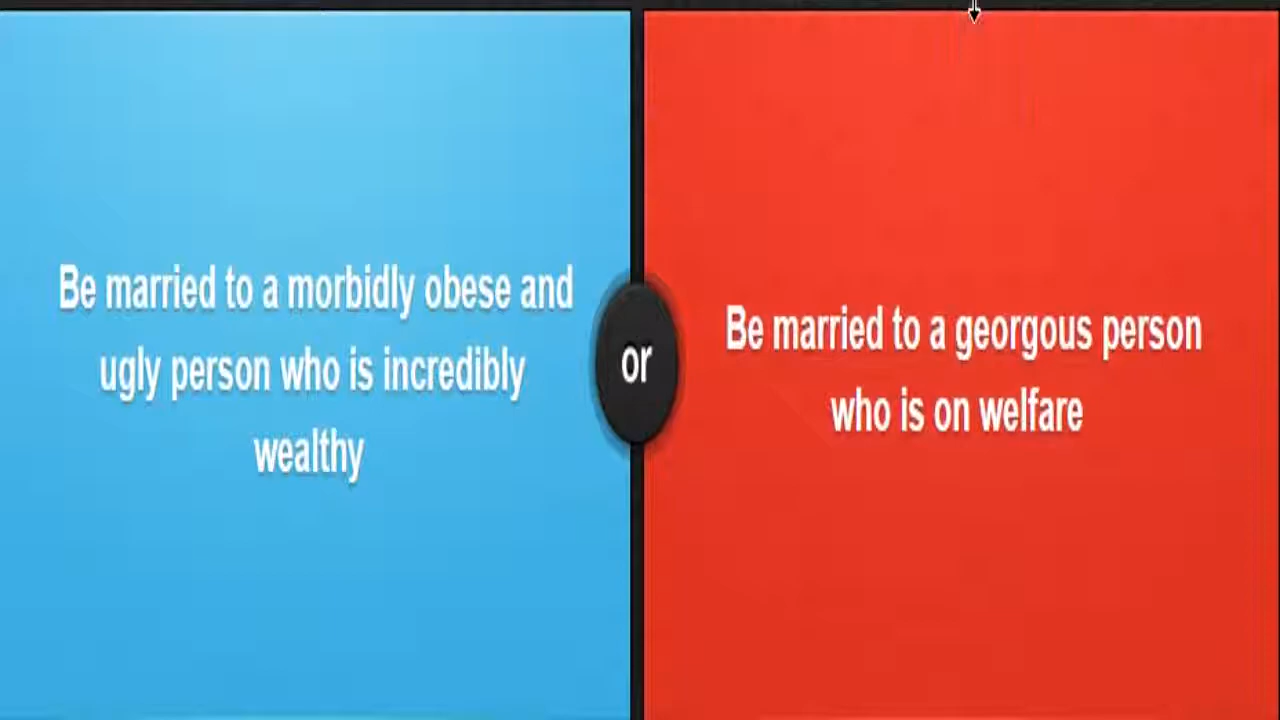 Be married to a morbidly obese and
ugly person who is incredibly
wealthy
or
Be married to a georgous person
who is on welfare